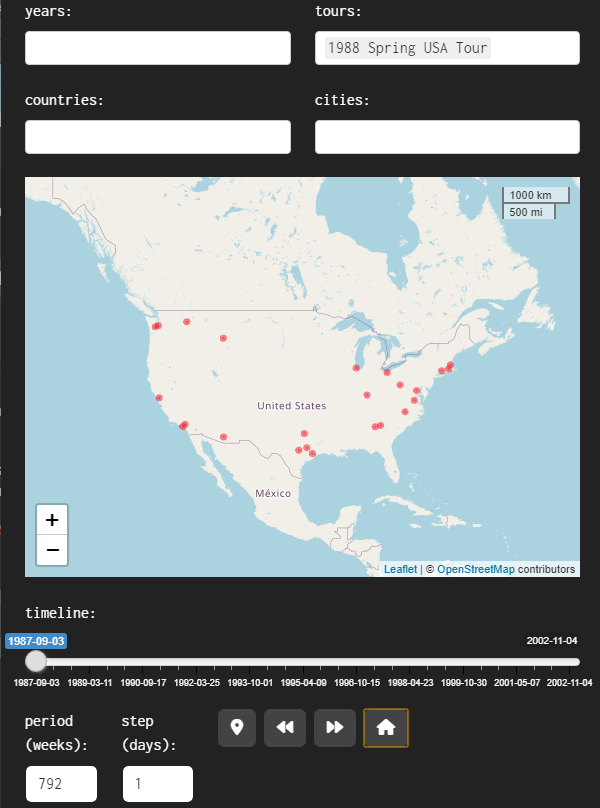 years:
tours:
1988 Spring USA Tour
countries:
cities:
1000 km
500 mi
United States
México
+
−
Leaflet | © OpenStreetMap contributors
timeline:
1987-09-03
2002-11-04
1987-09-03 1989-03-11 1990-09-17 1992-03-25 1993-10-01 1995-04-09 1996-10-15 1998-04-23 1999-10-30 2001-05-07 2002-11-04
period
(weeks):
step
(days):
792
1